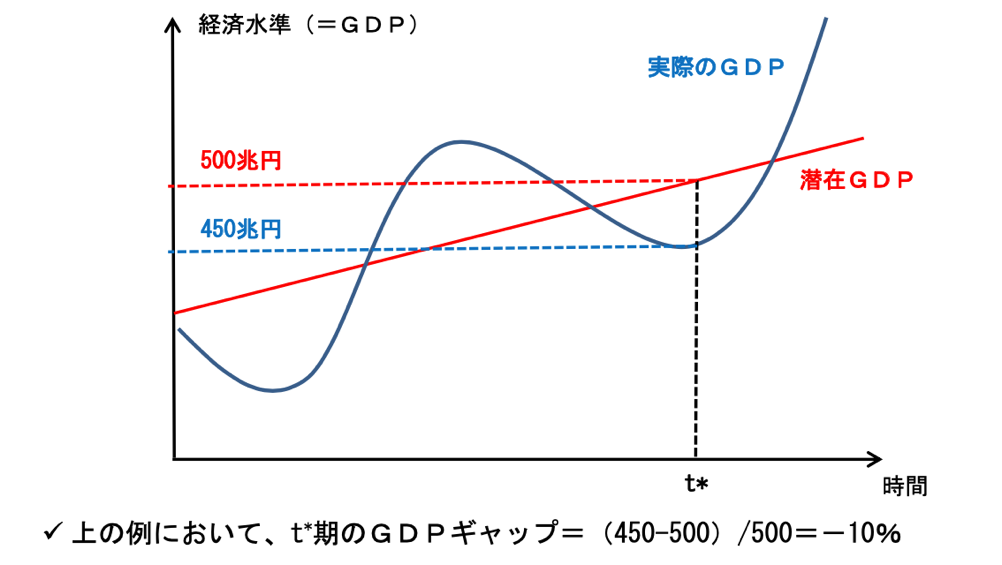 経済水準（＝ＧＤＰ）
実際のＧＤＰ
500兆円
潜在ＧＤＰ
450兆円
t*
時間
✓ 上の例において、t*期のＧＤＰギャップ＝（450-500）/500＝－10％